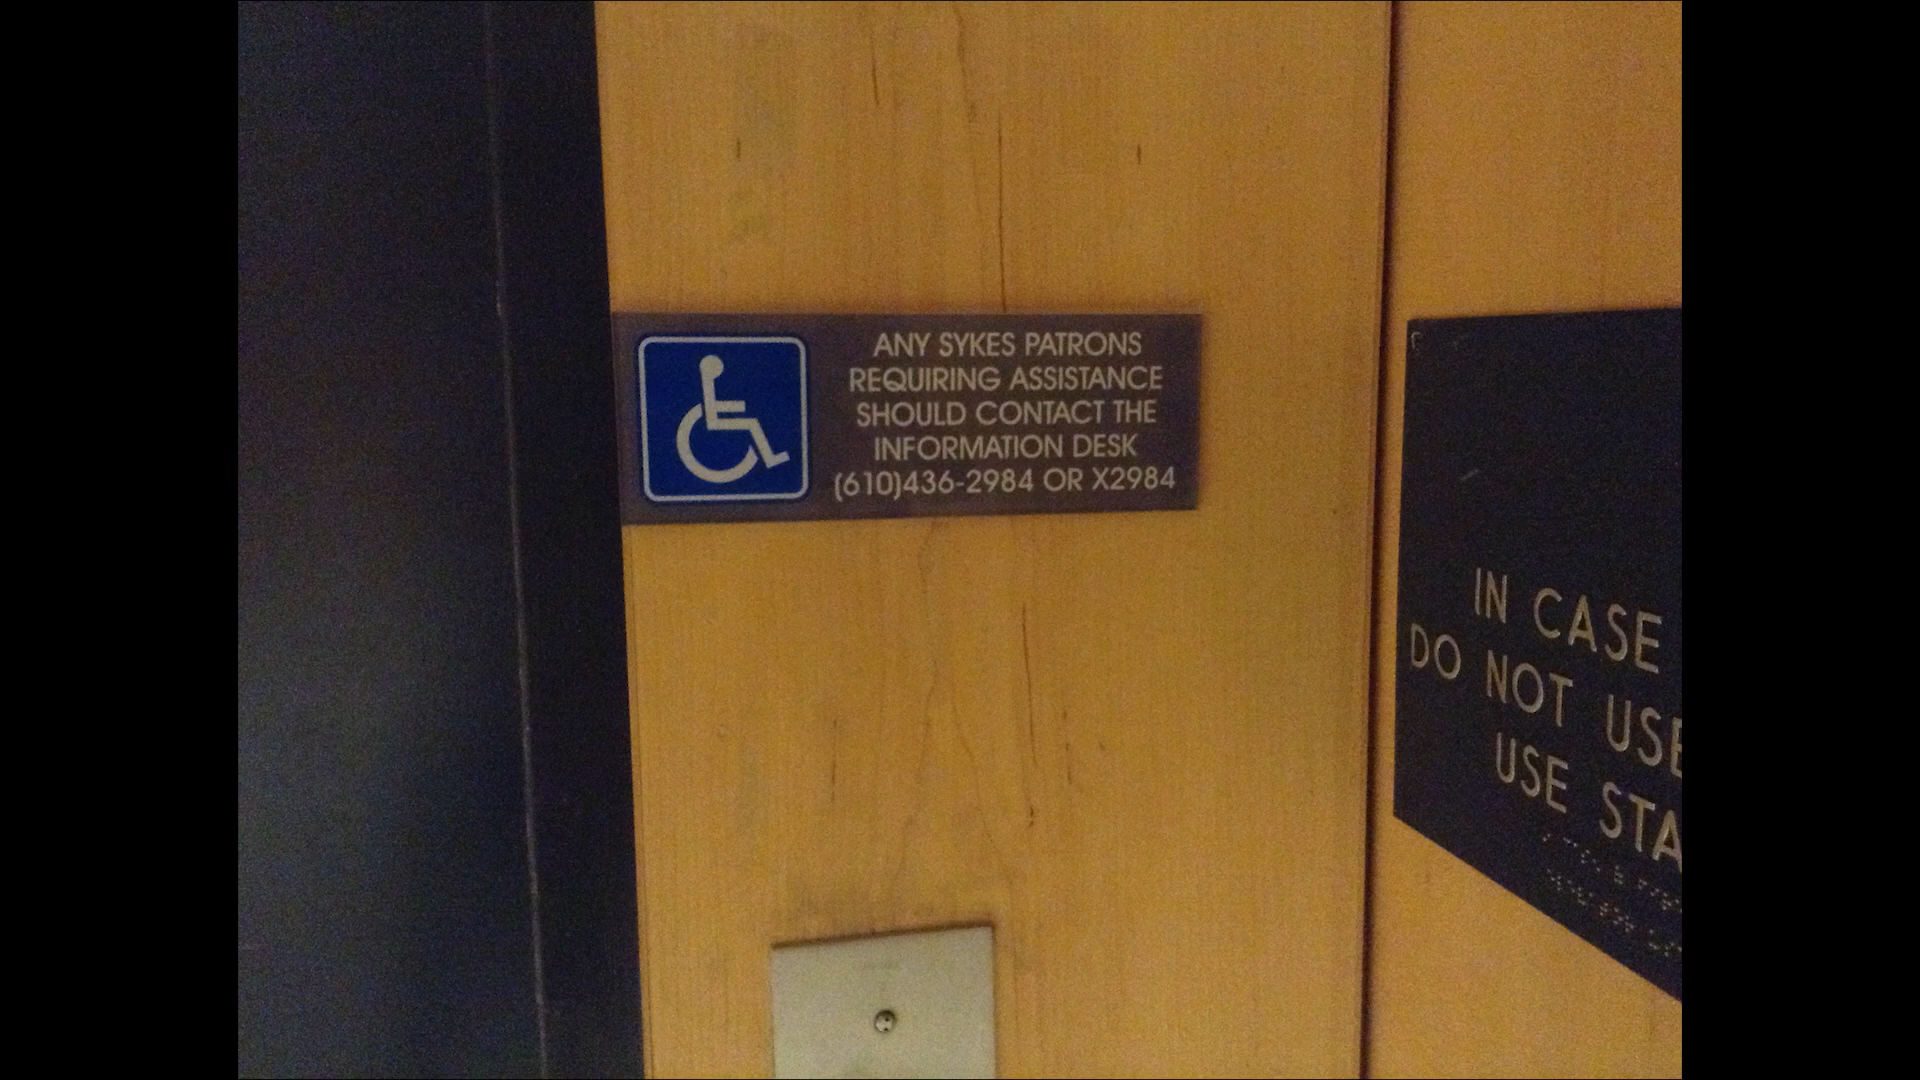 ANY SYKES PATRONS
REQUIRING ASSISTANCE
SHOULD CONTACT THE
INFORMATION DESK
(610)436-2984 OR X2984
IN CASE
DO NOT USE
USE STA